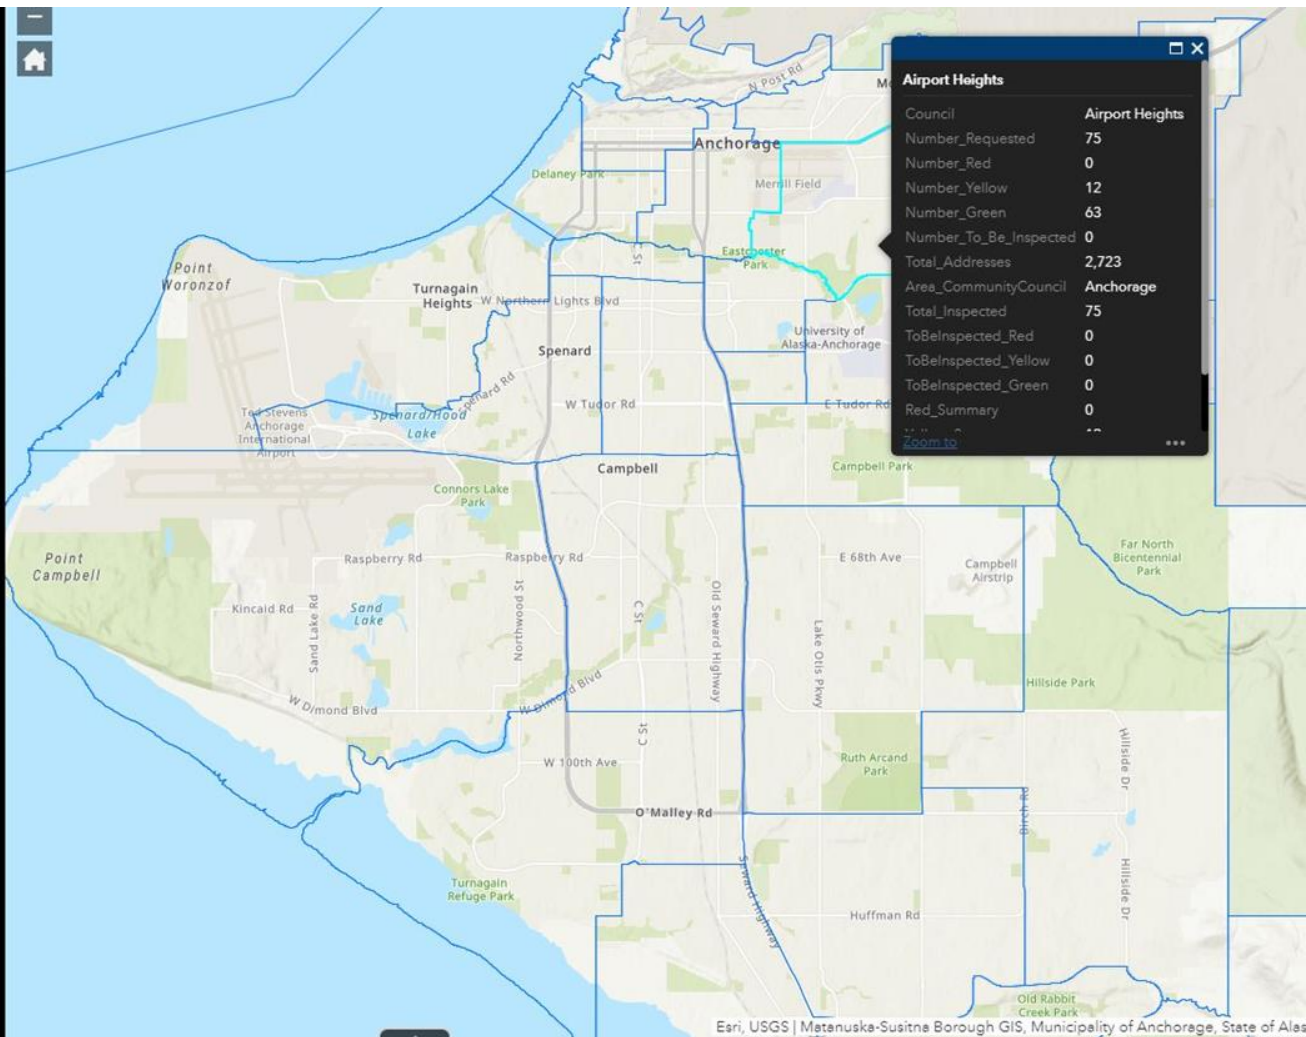 Anchorage
N Post Rd
Mo
Delaney Park
Merrill Field
C St
Eastchester
Park
Point
Woronzof
Turnagain
Heights
W Northern Lights Blvd
University of
Alaska-Anchorage
Spenard
Spenard Rd
W Tudor Rd
E Tudor Rd
Ted Stevens
Anchorage
International
Airport
Spenard/Hood
Lake
Campbell
Campbell Park
Connors Lake
Park
Point
Campbell
Raspberry Rd
Raspberry Rd
E 68th Ave
Campbell
Airstrip
Far North
Bicentennial
Park
Kincaid Rd
Sand Lake Rd
Sand
Lake
Northwood St
C St
Old Seward Highway
Lake Otis Pkwy
Hillside Park
W Dimond Blvd
W Dimond Blvd
C St
W 100th Ave
Ruth Arcand
Park
Hillside Dr
O'Malley Rd
Birch Rd
Turnagain
Refuge Park
Seward Highway
Huffman Rd
Hillside Dr
Old Rabbit
Creek Park
Airport Heights
Council Airport Heights
Number_Requested 75
Number_Red 0
Number_Yellow 12
Number_Green 63
Number_To_Be_Inspected 0
Total_Addresses 2,723
Area_CommunityCouncil Anchorage
Total_Inspected 75
ToBeInspected_Red 0
ToBeInspected_Yellow 0
ToBeInspected_Green 0
Red_Summary 0
Zoom to
Esri, USGS | Matanuska-Susitna Borough GIS, Municipality of Anchorage, State of Alas